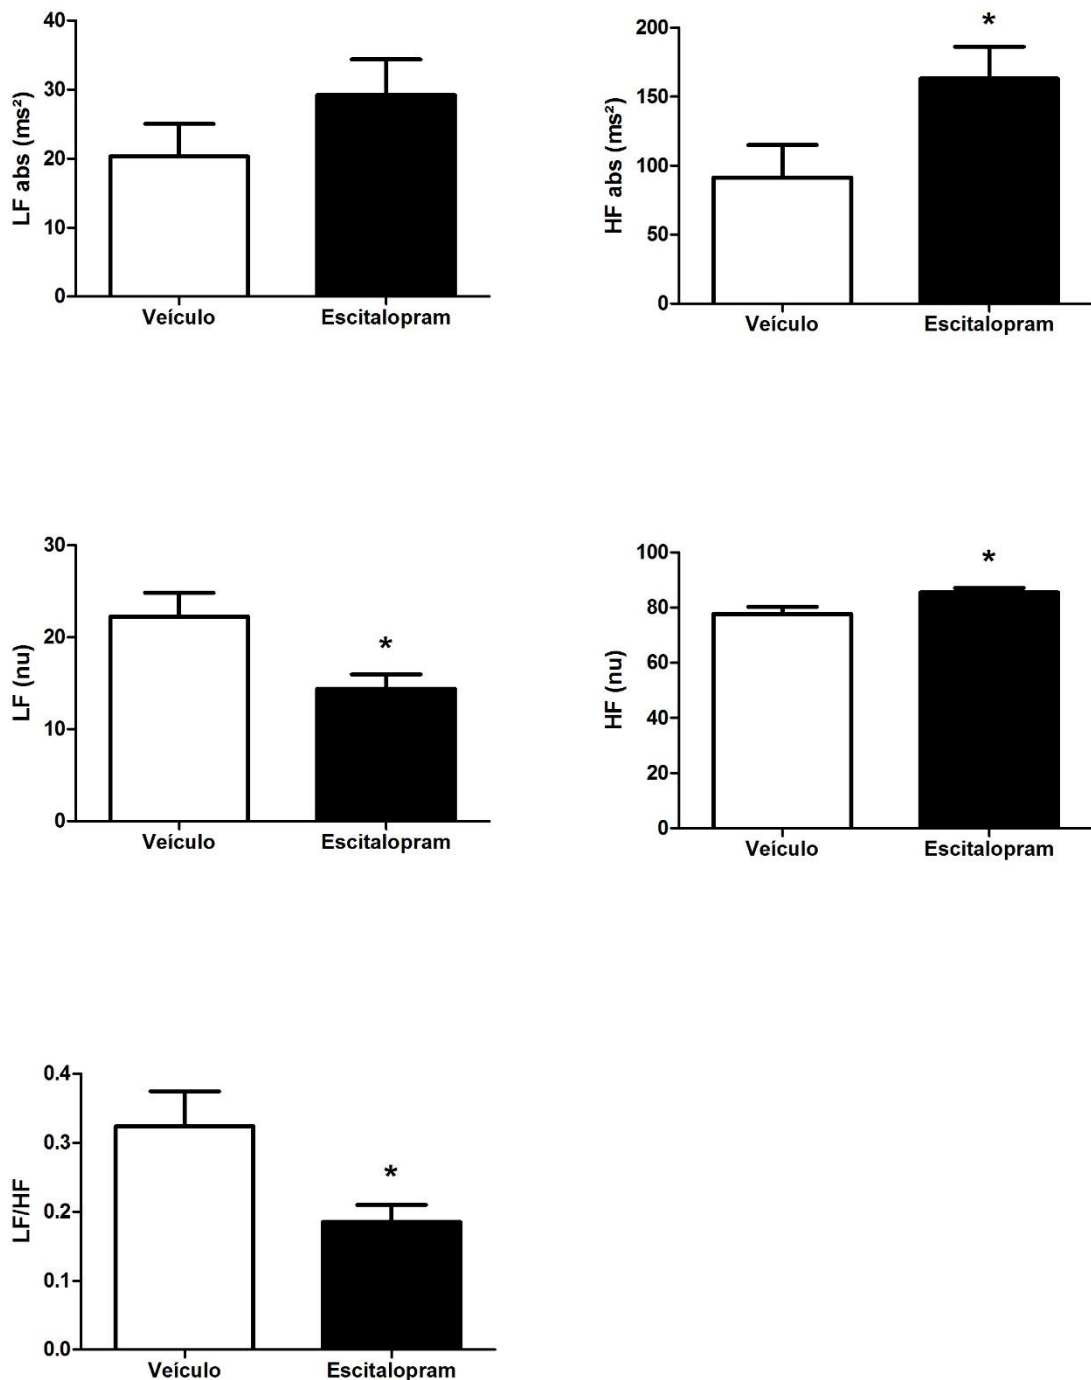 40
30
20
10
0
LF abs (ms²)
Veículo Escitalopram
*
200
150
100
50
0
HF abs (ms²)
Veículo Escitalopram
30
20
10
0
LF (nu)
*
Veículo Escitalopram
100
80
60
40
20
0
HF (nu)
*
Veículo Escitalopram
0.4
0.3
0.2
0.1
0.0
LF/HF
*
Veículo Escitalopram